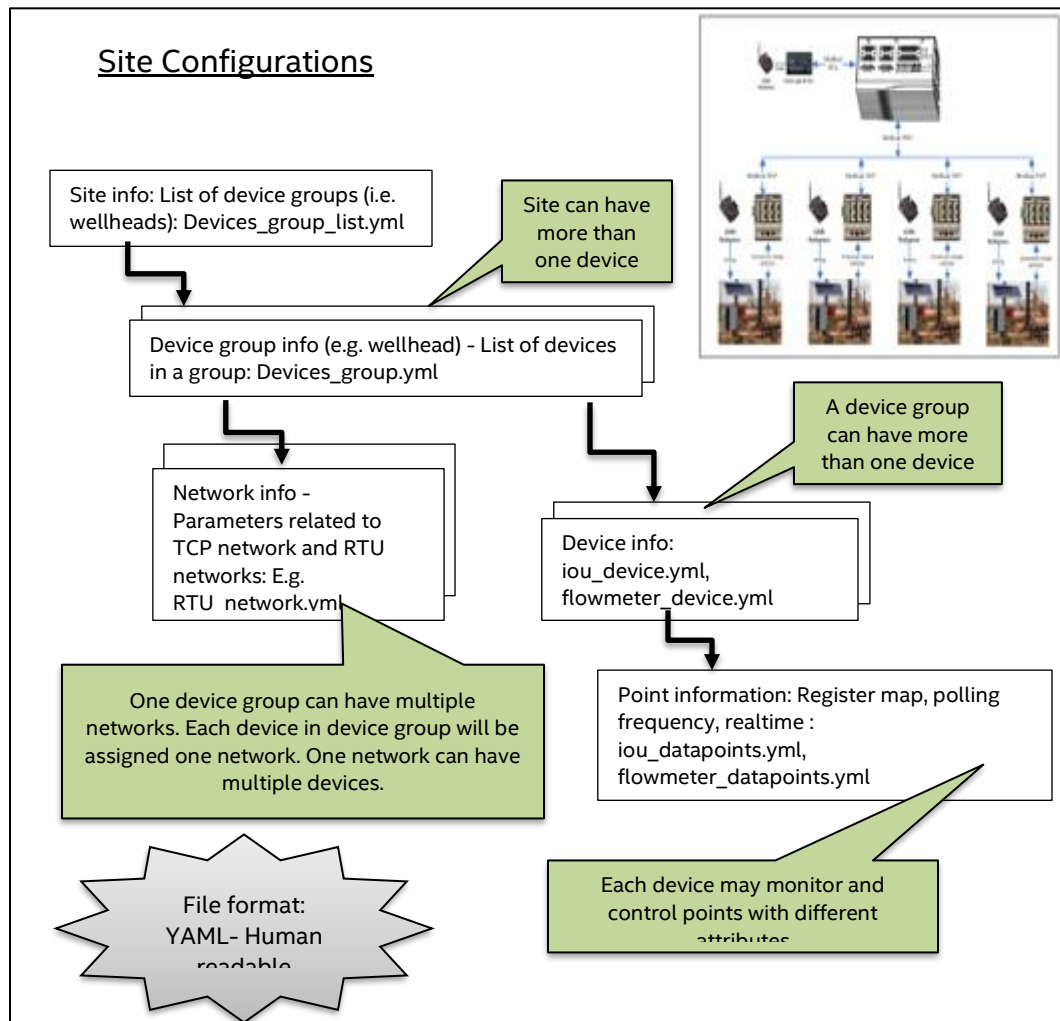 Site Configurations
Site info: List of device groups (i.e.
wellheads): Devices_group_list.yml
Site can have
more than
one device
Device group info (e.g. wellhead) - List of devices
in a group: Devices_group.yml
A device group
can have more
than one device
Network info -
Parameters related to
TCP network and RTU
networks: E.g.
RTU_network.yml
Device info:
iou_device.yml,
flowmeter_device.yml
One device group can have multiple
networks. Each device in device group will be
assigned one network. One network can have
multiple devices.
Point information: Register map, polling
frequency, realtime :
iou_datapoints.yml,
flowmeter_datapoints.yml
File format:
YAML- Human
readable
Each device may monitor and
control points with different
attributes